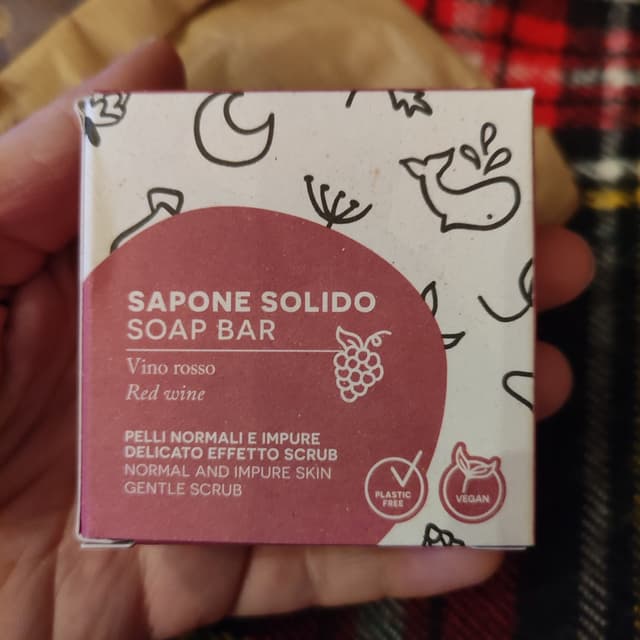 SAPONE SOLIDO
SOAP BAR
Vino rosso
Red wine
PELLI NORMALI E IMPURE
DELICATO EFFETTO SCRUB
NORMAL AND IMPURE SKIN
GENTLE SCRUB
PLASTIC
FREE
VEGAN